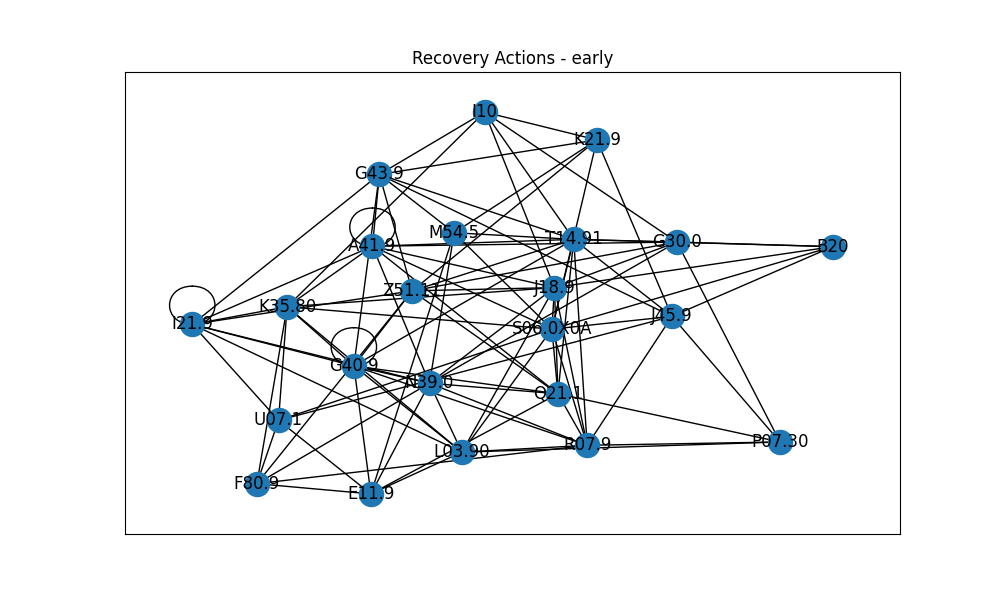 Recovery Actions - early
I10
K21.9
G43.9
M54.5
T14.91
G30.0
B20
A41.9
Z51.11
J18.9
K35.80
I21.9
S06.0X0A
J45.9
G40.9
N39.0
Q21.1
U07.1
R07.9
P07.30
L03.90
F80.9
E11.9